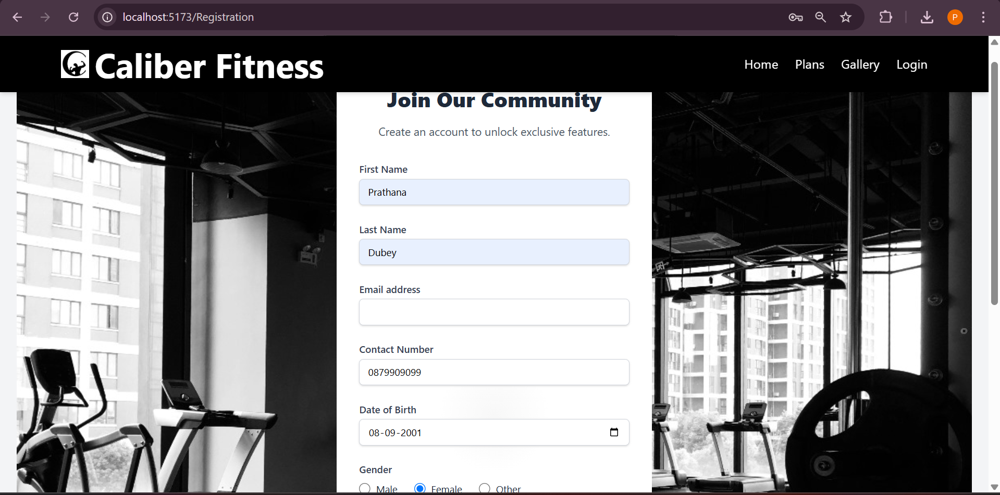 localhost:5173/Registration
P
Caliber Fitness
Home Plans Gallery Login
Join Our Community
Create an account to unlock exclusive features.
First Name
Prathana
Last Name
Dubey
Email address
Contact Number
0879909099
Date of Birth
08-09-2001
Gender
Male Female Other